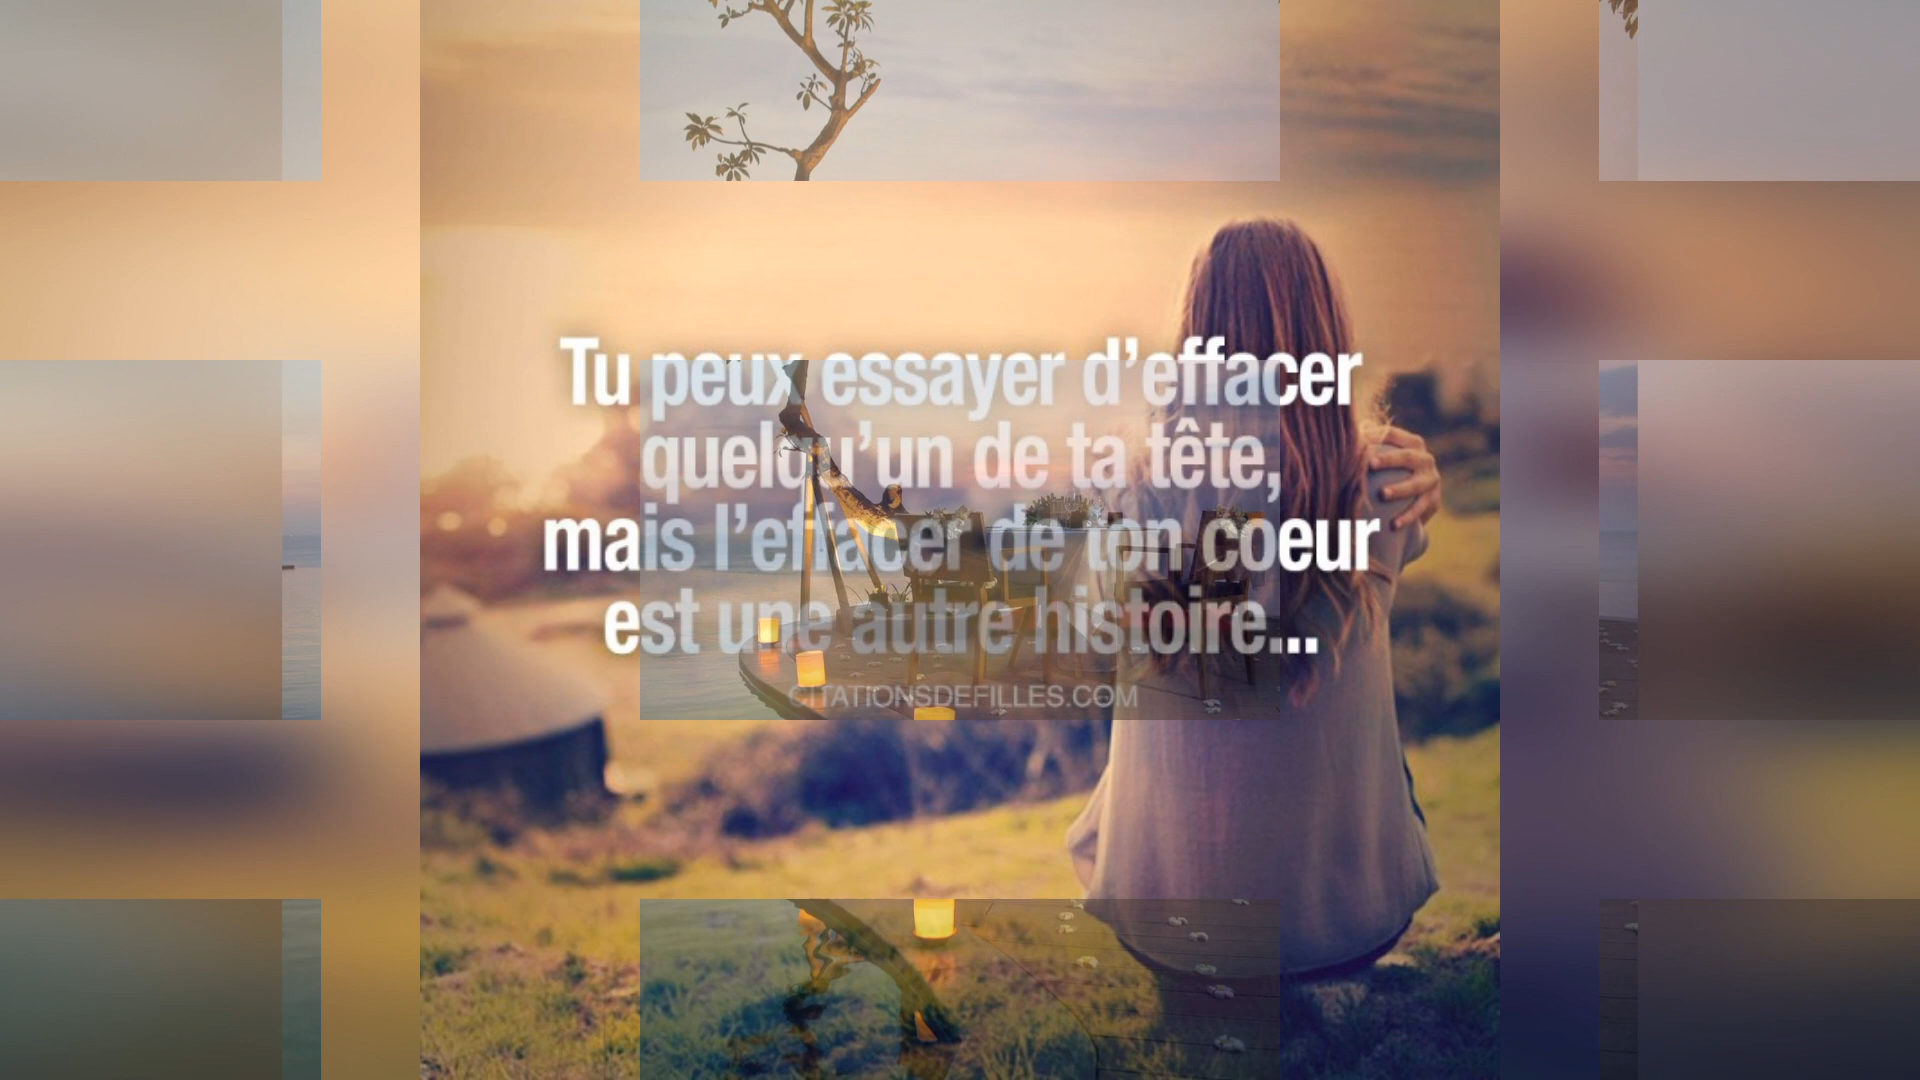 Tu peux essayer d’effacer
quelqu’un de ta tête,
mais l’effacer de ton coeur
est une autre histoire...
CITATIONSDEFILLES.COM